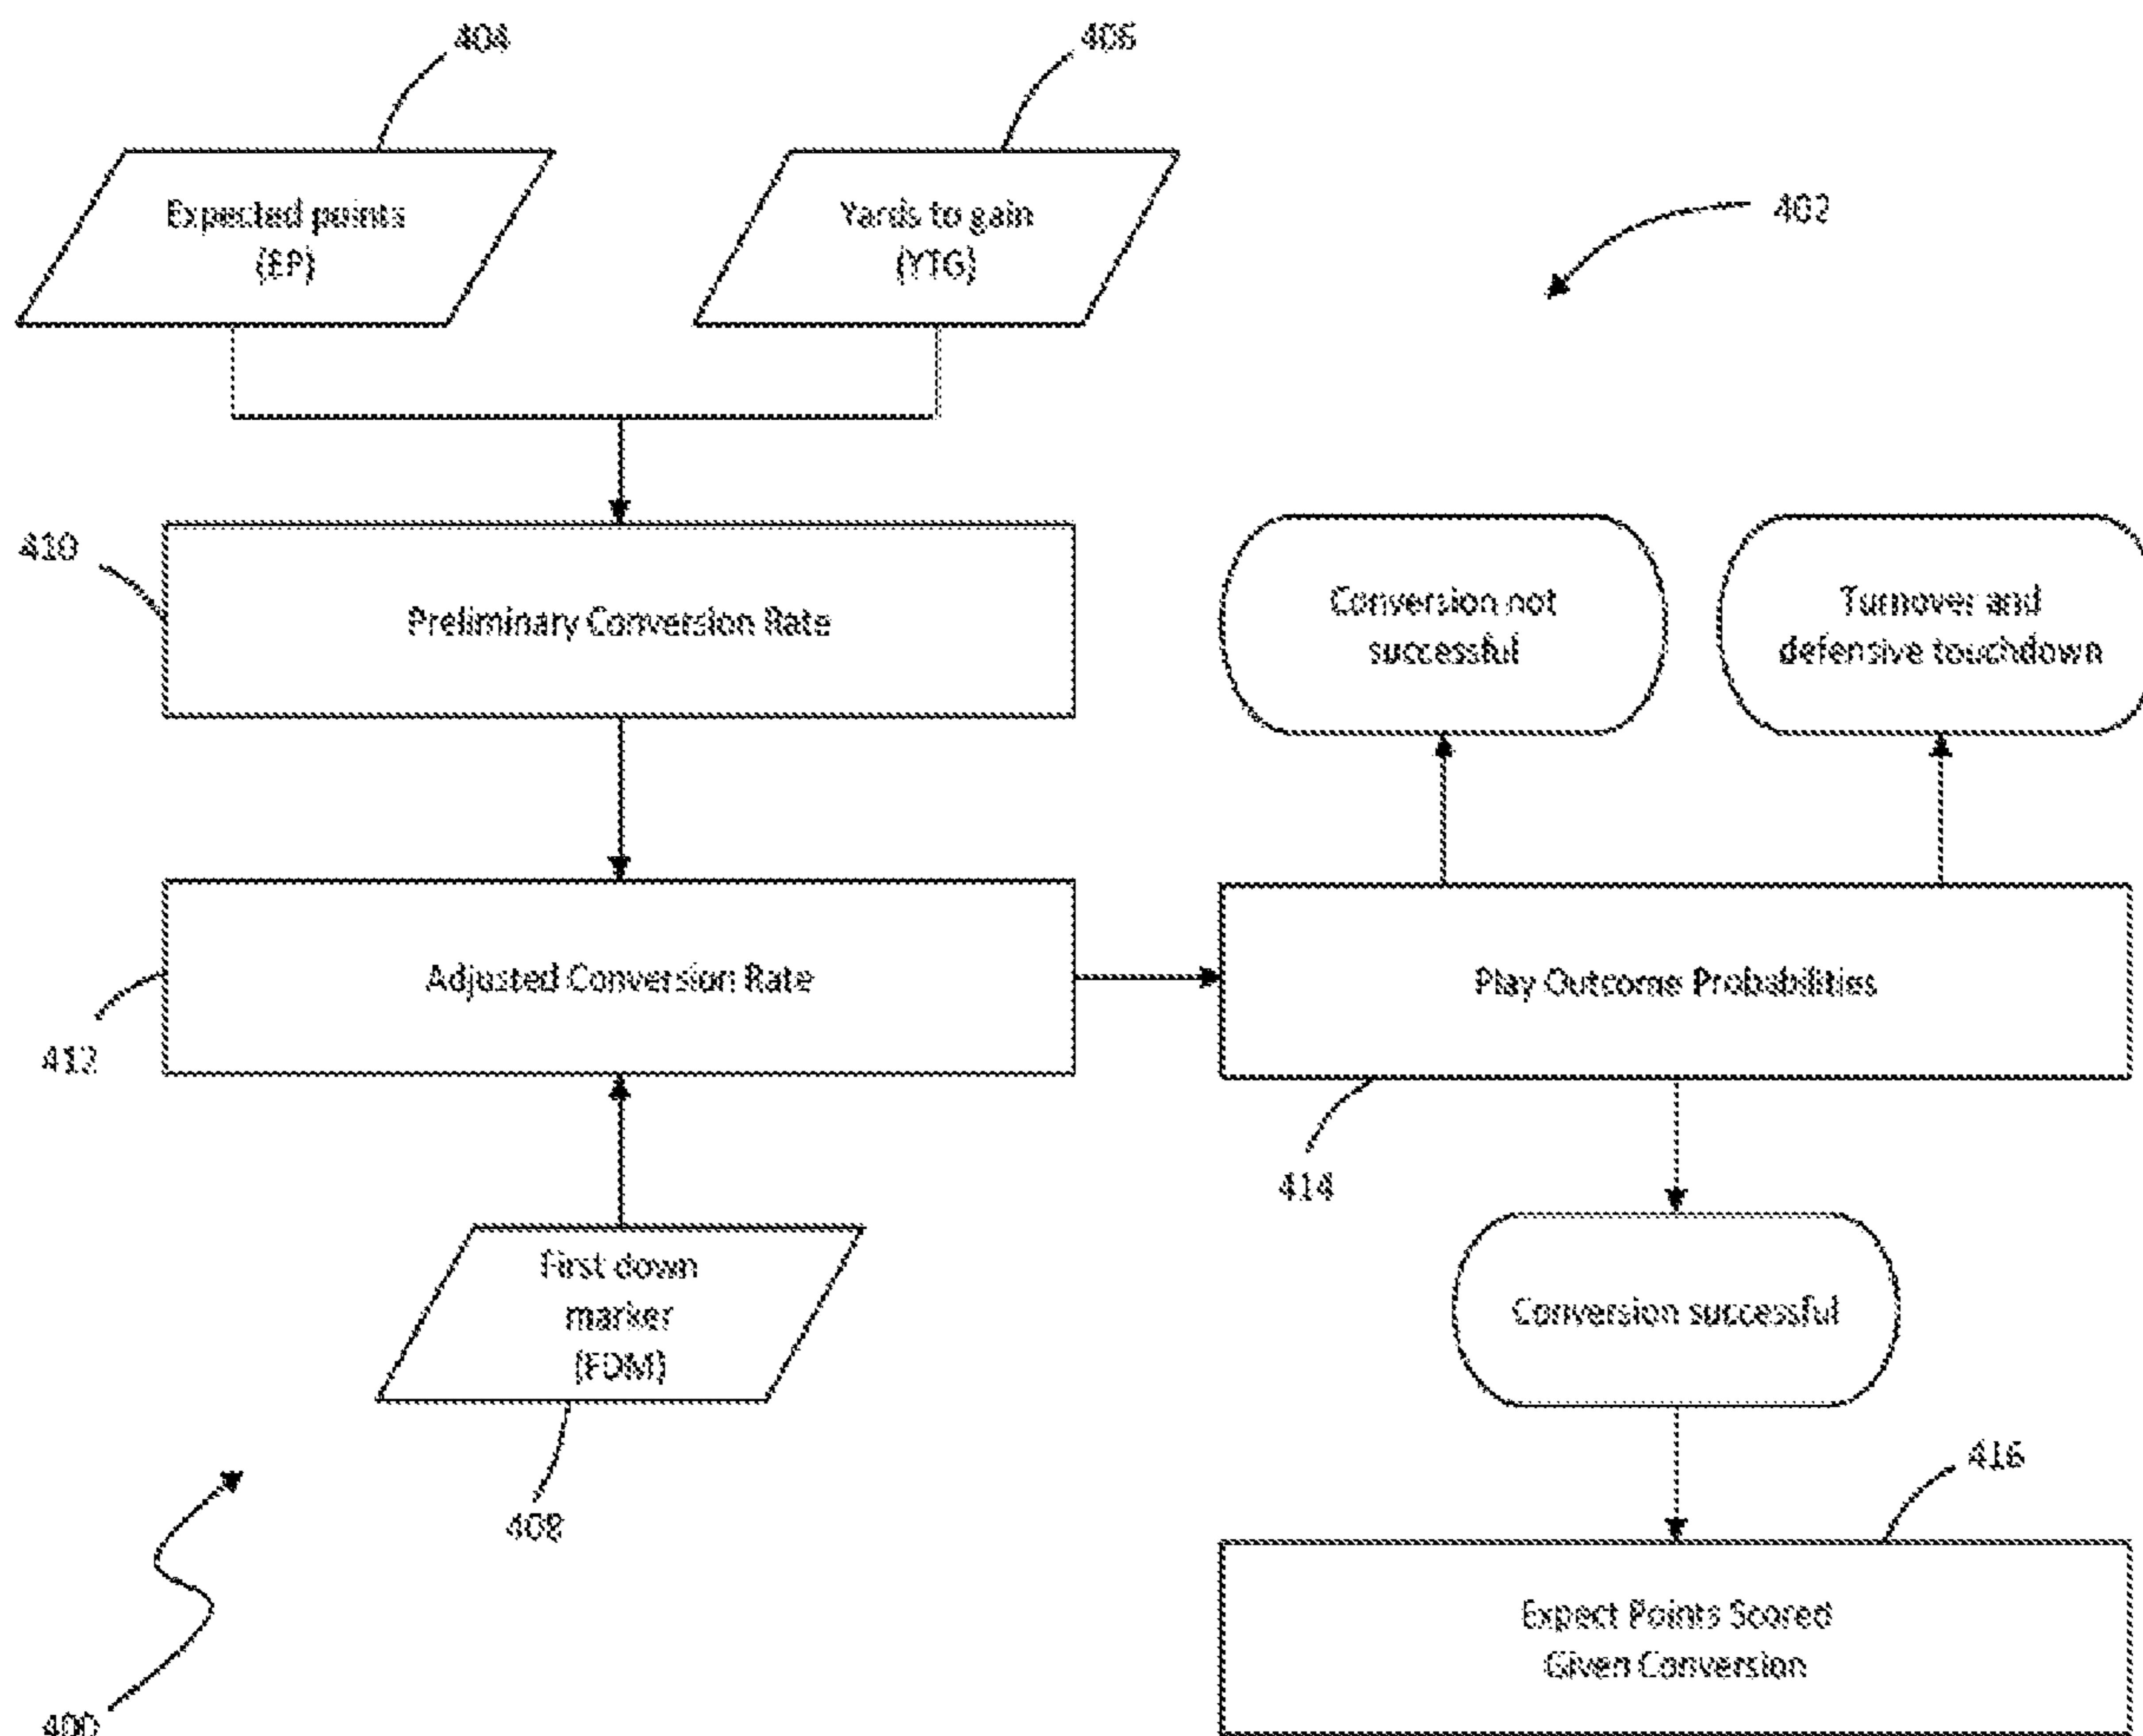 404
406
Expected points
(EP)
Yards to gain
(YTG)
402
410
Preliminary Conversion Rate
Conversion not
successful
Turnover and
defensive touchdown
412
Adjusted Conversion Rate
Play Outcome Probabilities
414
First down
marker
(FDM)
408
Conversion successful
416
Expect Points Scored
Given Conversion
400